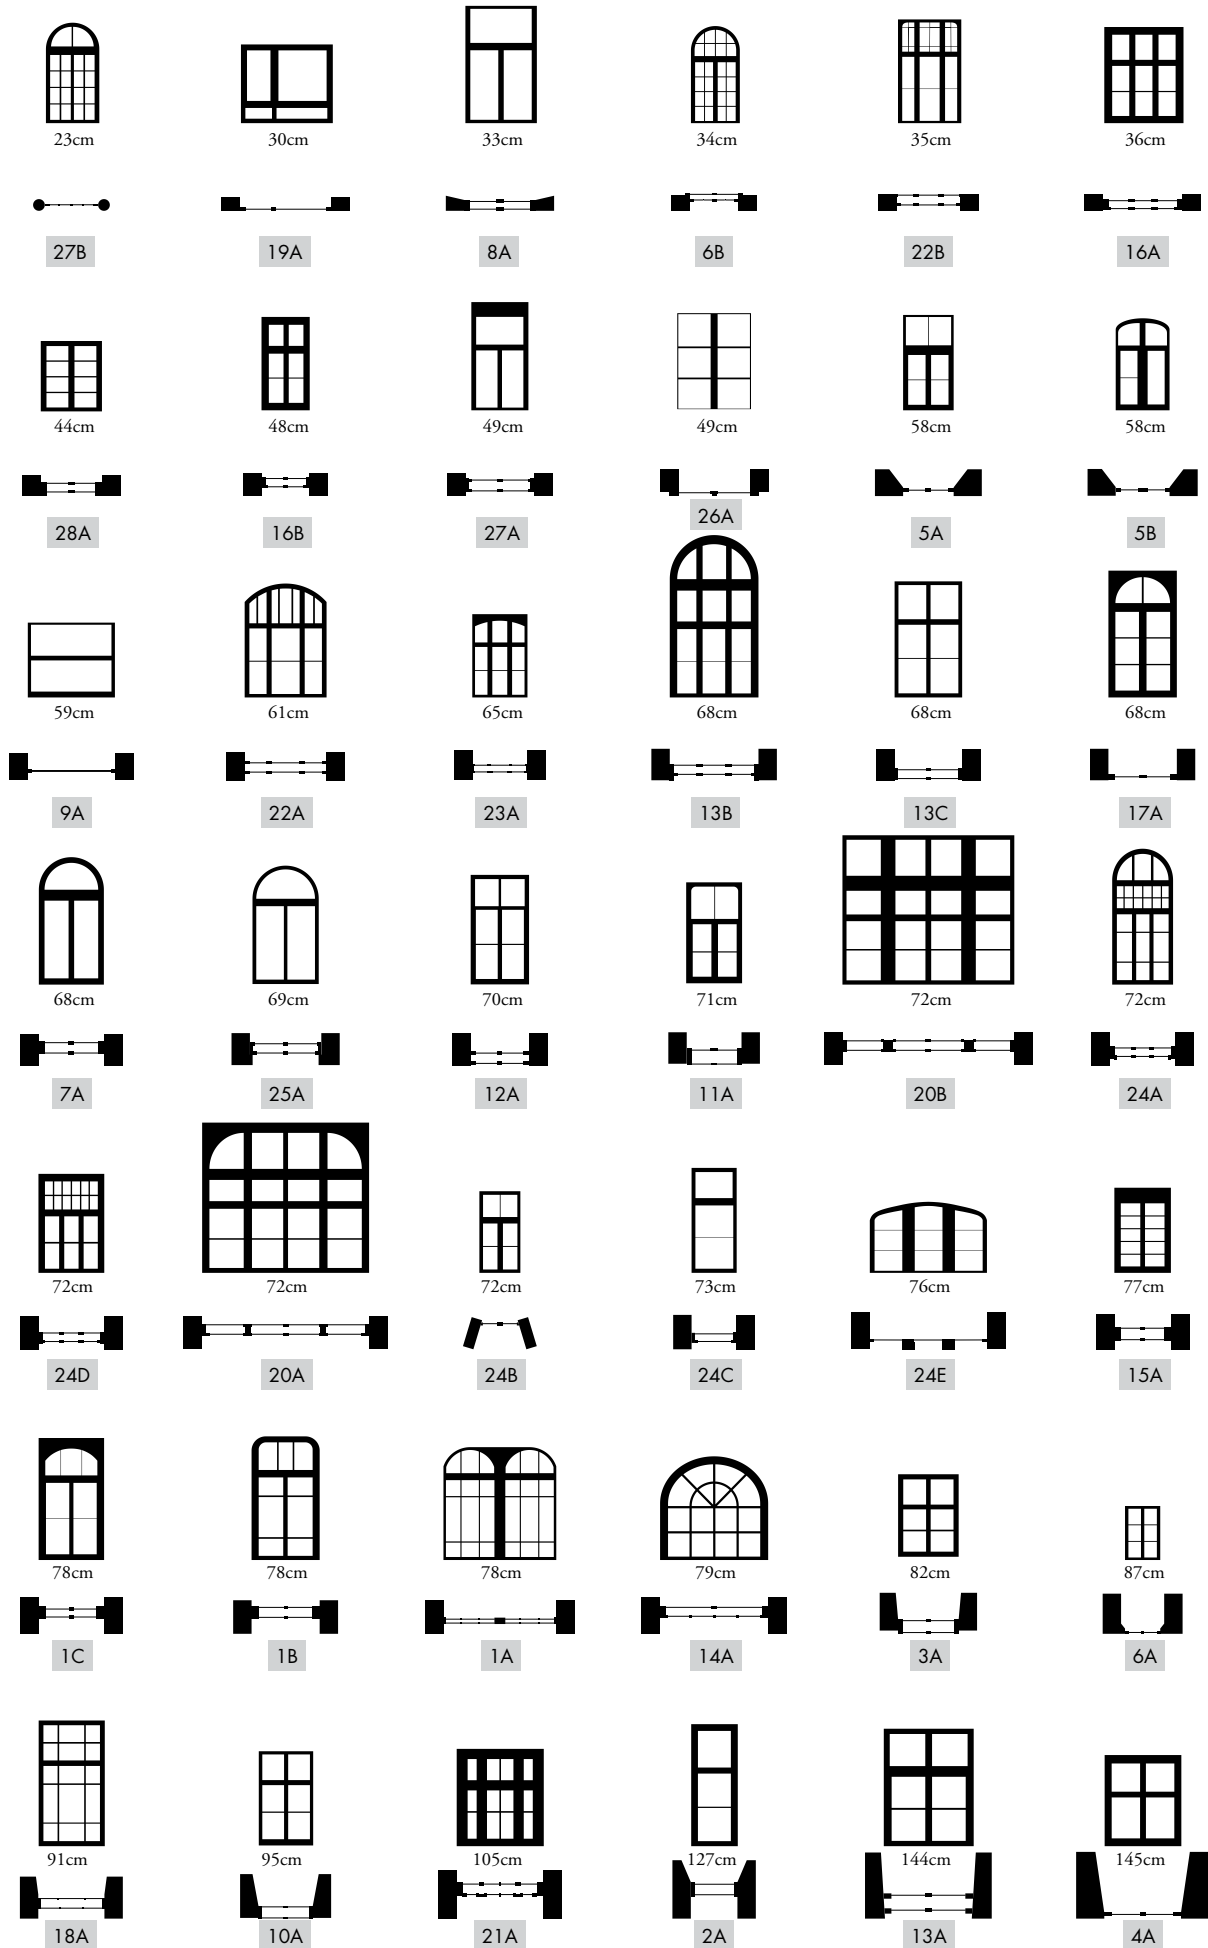 23cm 30cm 33cm 34cm 35cm 36cm
27B 19A 8A 6B 22B 16A
44cm 48cm 49cm 49cm 58cm 58cm
28A 16B 27A 26A 5A 5B
59cm 61cm 65cm 68cm 68cm 68cm
9A 22A 23A 13B 13C 17A
68cm 69cm 70cm 71cm 72cm 72cm
7A 25A 12A 11A 20B 24A
72cm 72cm 72cm 73cm 76cm 77cm
24D 20A 24B 24C 24E 15A
78cm 78cm 78cm 79cm 82cm 87cm
1C 1B 1A 14A 3A 6A
91cm 95cm 105cm 127cm 144cm 145cm
18A 10A 21A 2A 13A 4A